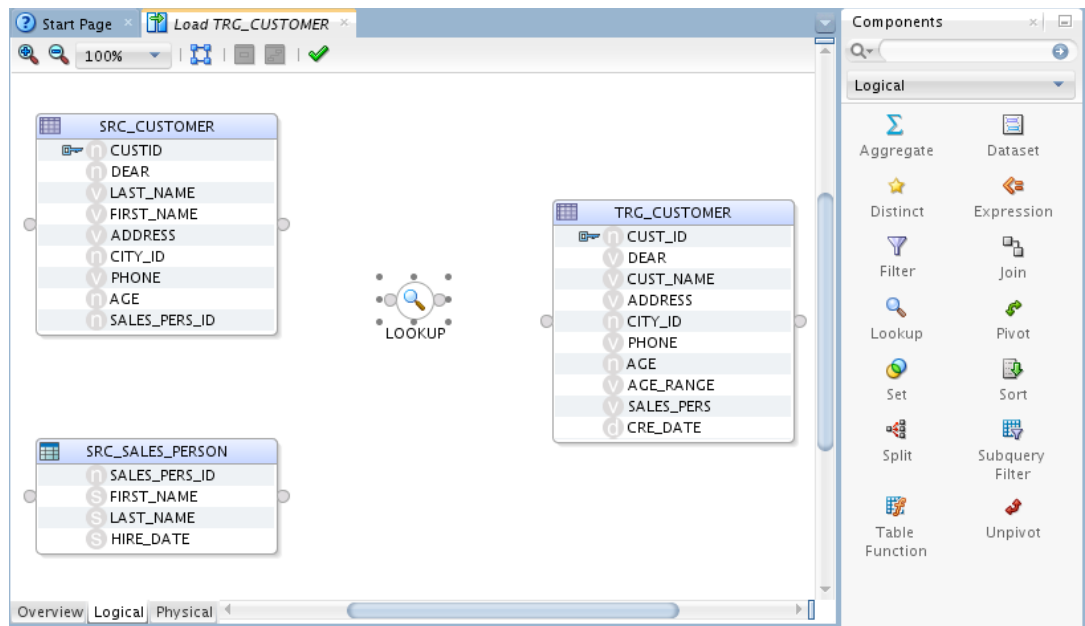 Start Page
Load TRG_CUSTOMER
100%
SRC_CUSTOMER
n CUSTID
n DEAR
v LAST_NAME
v FIRST_NAME
v ADDRESS
n CITY_ID
v PHONE
n AGE
n SALES_PERS_ID
LOOKUP
TRG_CUSTOMER
n CUST_ID
v DEAR
v CUST_NAME
v ADDRESS
n CITY_ID
v PHONE
n AGE
v AGE_RANGE
v SALES_PERS
d CRE_DATE
SRC_SALES_PERSON
n SALES_PERS_ID
S FIRST_NAME
S LAST_NAME
S HIRE_DATE
Overview Logical Physical
Components
Logical
Aggregate Dataset
Distinct Expression
Filter Join
Lookup Pivot
Set Sort
Split Subquery
Filter
Table Unpivot
Function